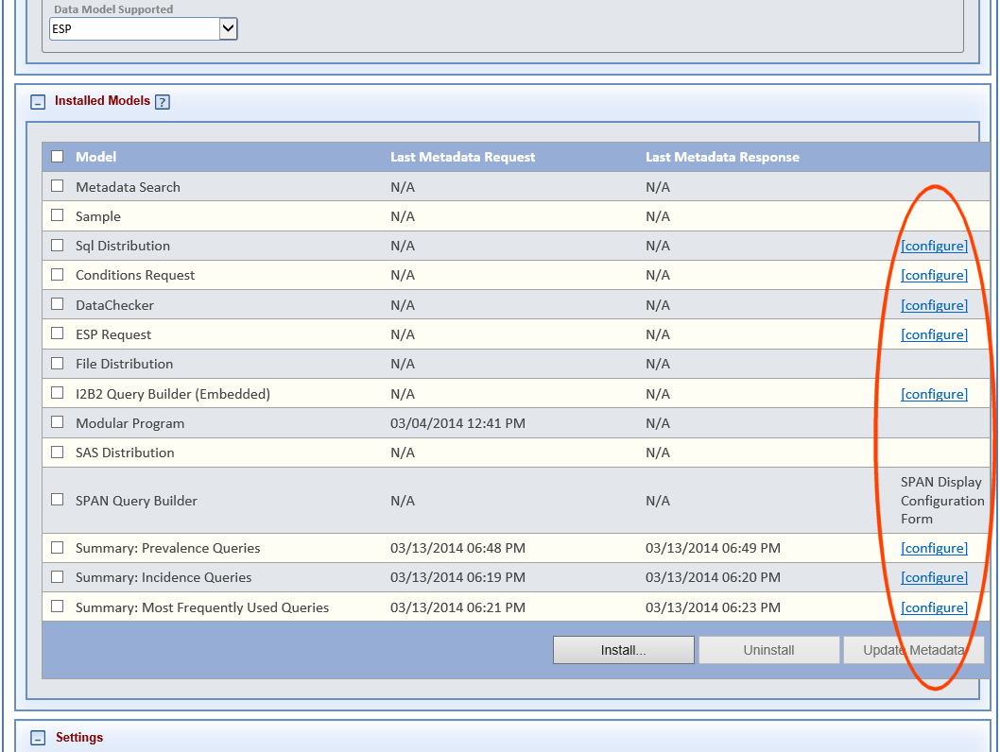 Data Model Supported
ESP
Installed Models ?
Model Last Metadata Request Last Metadata Response
Metadata Search N/A N/A
Sample N/A N/A
Sql Distribution N/A N/A [configure]
Conditions Request N/A N/A [configure]
DataChecker N/A N/A [configure]
ESP Request N/A N/A [configure]
File Distribution N/A N/A
I2B2 Query Builder (Embedded) N/A N/A [configure]
Modular Program 03/04/2014 12:41 PM N/A
SAS Distribution N/A N/A
SPAN Query Builder N/A N/A SPAN Display
Configuration
Form
Summary: Prevalence Queries 03/13/2014 06:48 PM 03/13/2014 06:49 PM [configure]
Summary: Incidence Queries 03/13/2014 06:19 PM 03/13/2014 06:20 PM [configure]
Summary: Most Frequently Used Queries 03/13/2014 06:21 PM 03/13/2014 06:23 PM [configure]
Install... Uninstall Update Metadata
Settings